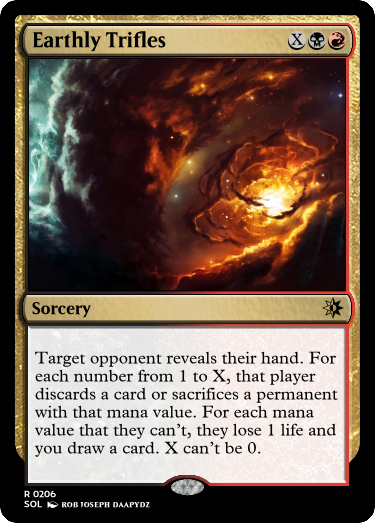 Earthly Trifles
X
Sorcery
Target opponent reveals their hand. For
each number from 1 to X, that player
discards a card or sacrifices a permanent
with that mana value. For each mana
value that they can't, they lose 1 life and
you draw a card. X can't be 0.
R 0206
SOL ROB JOSEPH DAAPYDZ